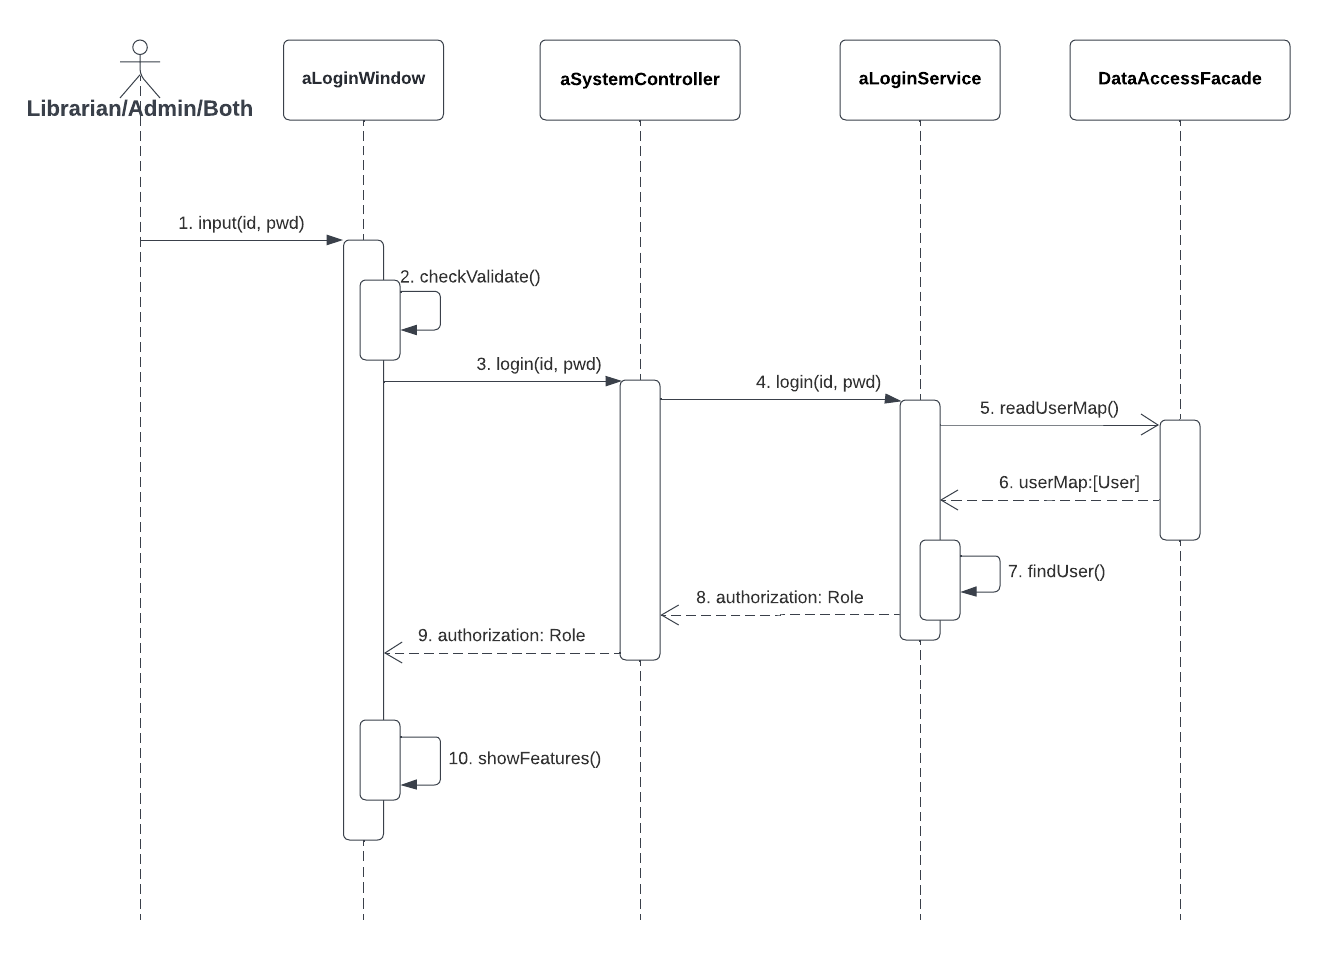 Librarian/Admin/Both
aLoginWindow
aSystemController
aLoginService
DataAccessFacade
1. input(id, pwd)
2. checkValidate()
3. login(id, pwd)
4. login(id, pwd)
5. readUserMap()
6. userMap:[User]
7. findUser()
8. authorization: Role
9. authorization: Role
10. showFeatures()